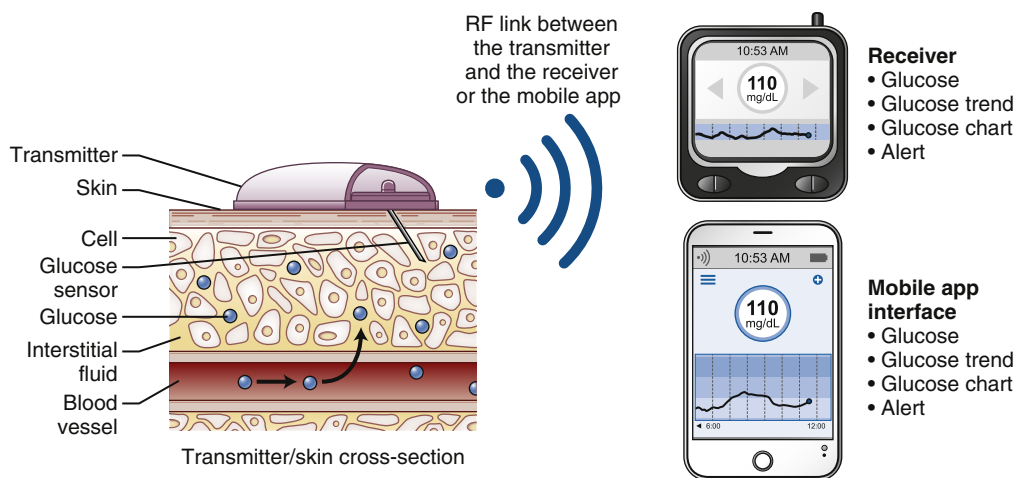 RF link between
the transmitter
and the receiver
or the mobile app
Transmitter
Skin
Cell
Glucose
sensor
Glucose
Interstitial
fluid
Blood
vessel
Transmitter/skin cross-section
10:53 AM
110
mg/dL
Receiver
• Glucose
• Glucose trend
• Glucose chart
• Alert
10:53 AM
110
mg/dL
6:00
12:00
Mobile app
interface
• Glucose
• Glucose trend
• Glucose chart
• Alert